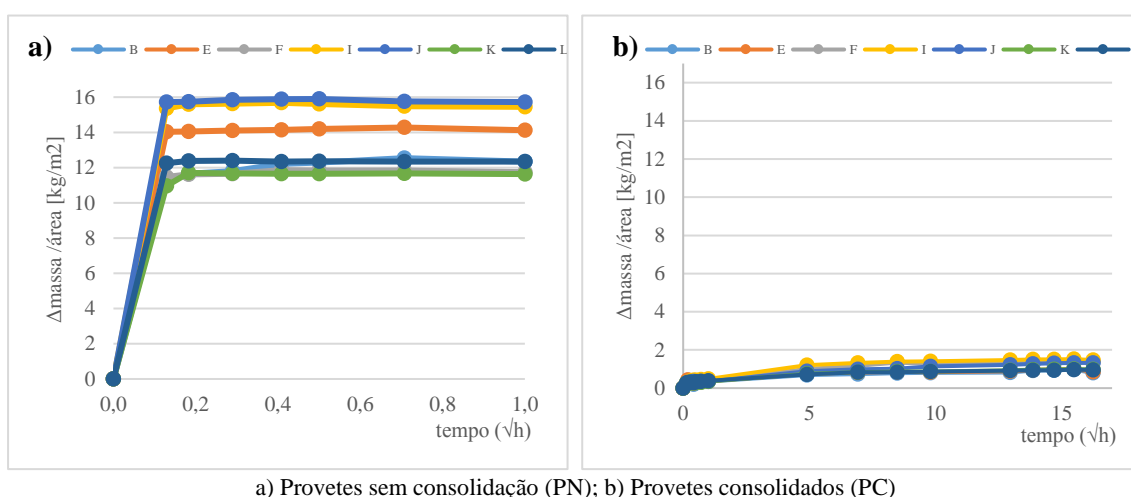 a)
B E F I J K L
Δmassa /área [kg/m2]
16
14
12
10
8
6
4
2
0
0,0 0,2 0,4 0,6 0,8 1,0
tempo (√h)
b)
B E F I J K
Δmassa /área [kg/m2]
16
14
12
10
8
6
4
2
0
0 5 10 15
tempo (√h)
a) Provetes sem consolidação (PN); b) Provetes consolidados (PC)